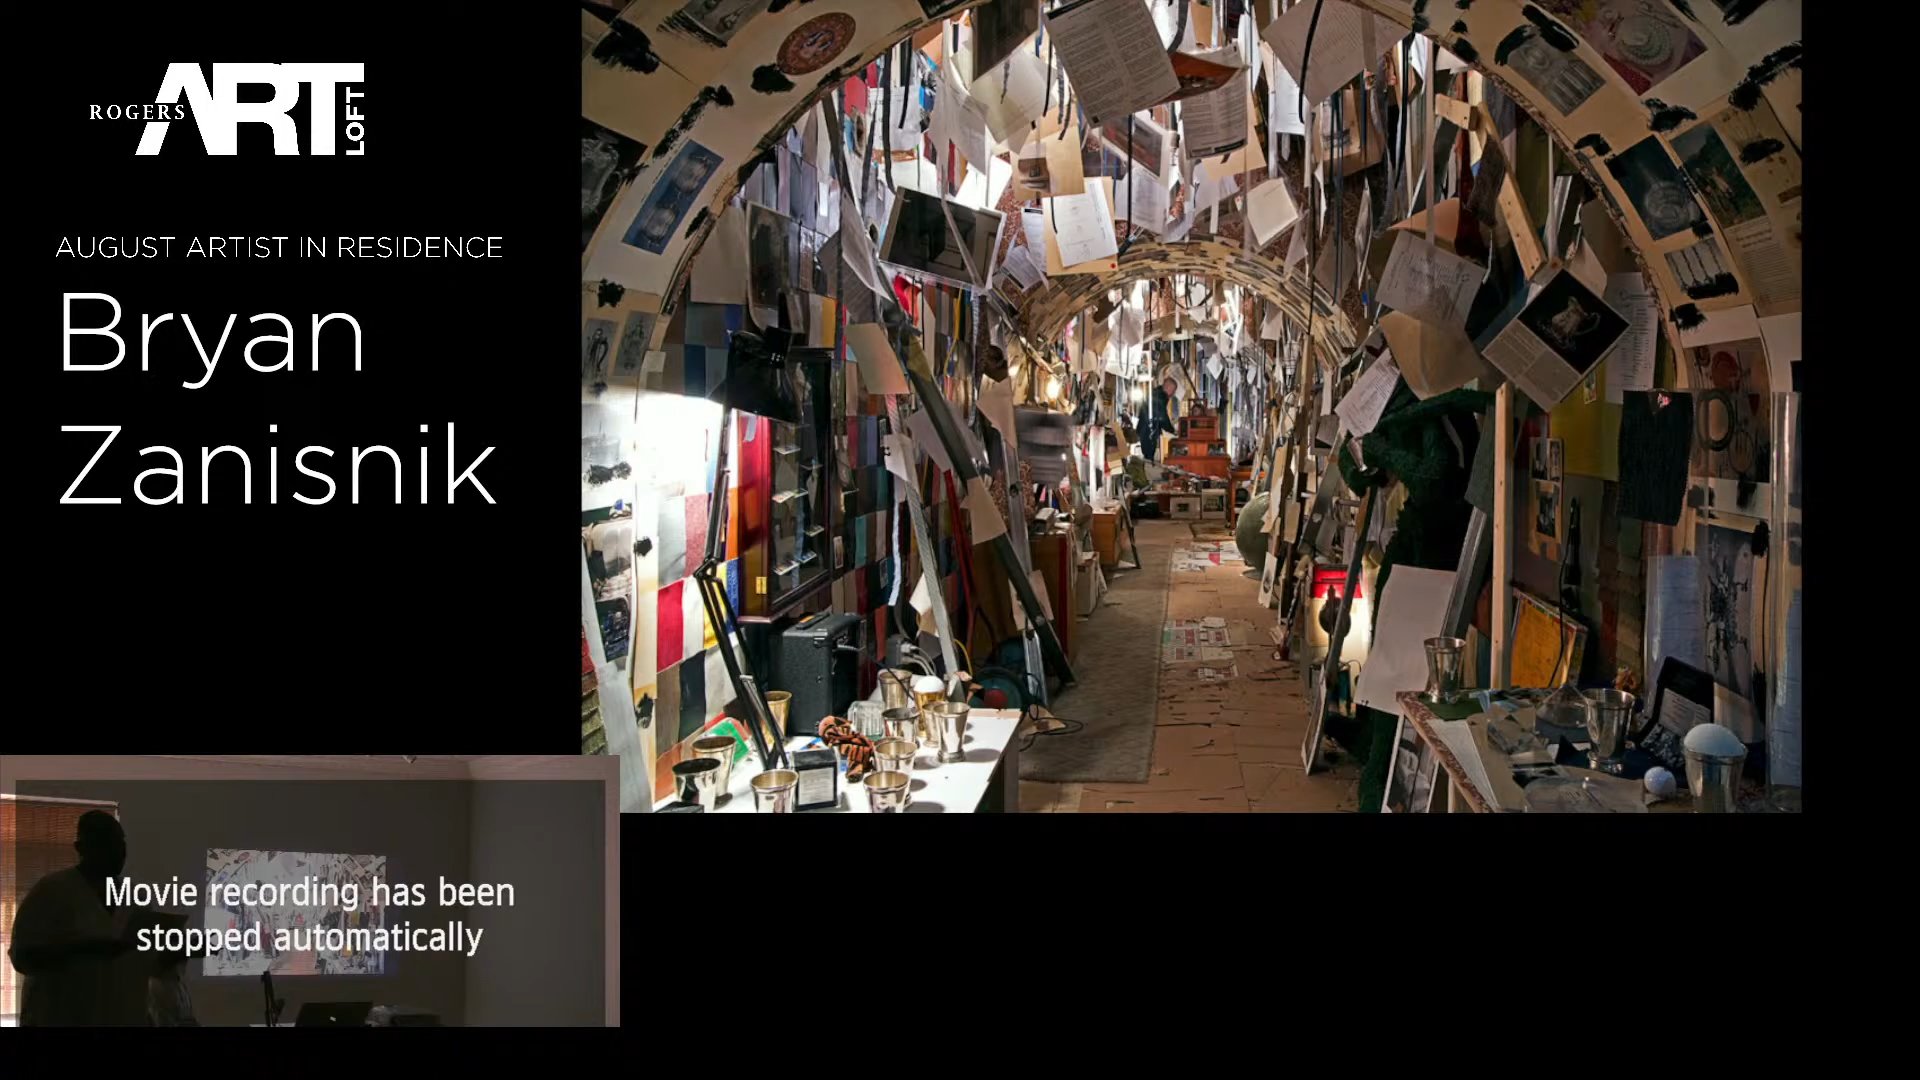 ROGERS ART LOFT
AUGUST ARTIST IN RESIDENCE
Bryan
Zanisnik
Movie recording has been
stopped automatically